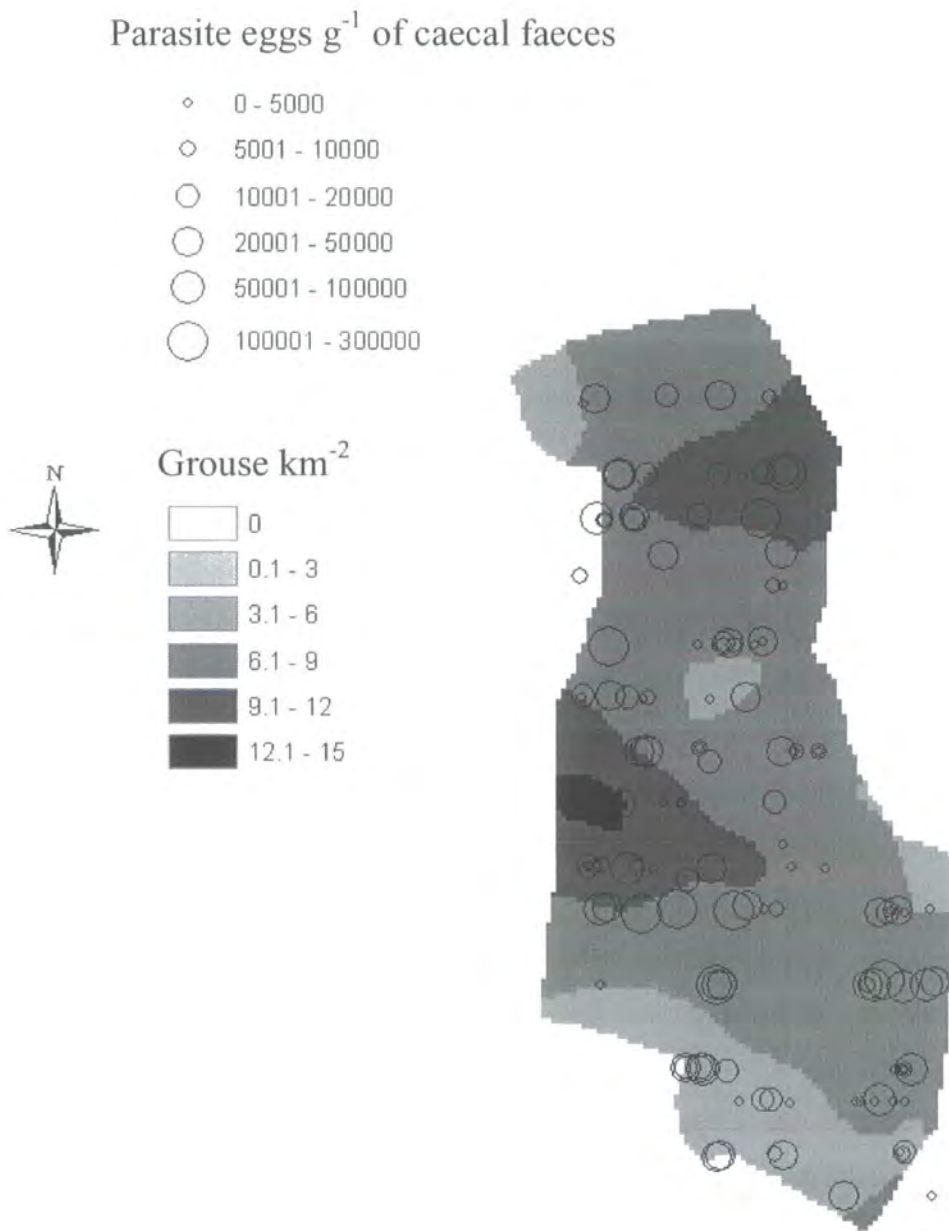 Parasite eggs g⁻¹ of caecal faeces
0 - 5000
5001 - 10000
10001 - 20000
20001 - 50000
50001 - 100000
100001 - 300000
N
Grouse km⁻²
0
0.1 - 3
3.1 - 6
6.1 - 9
9.1 - 12
12.1 - 15